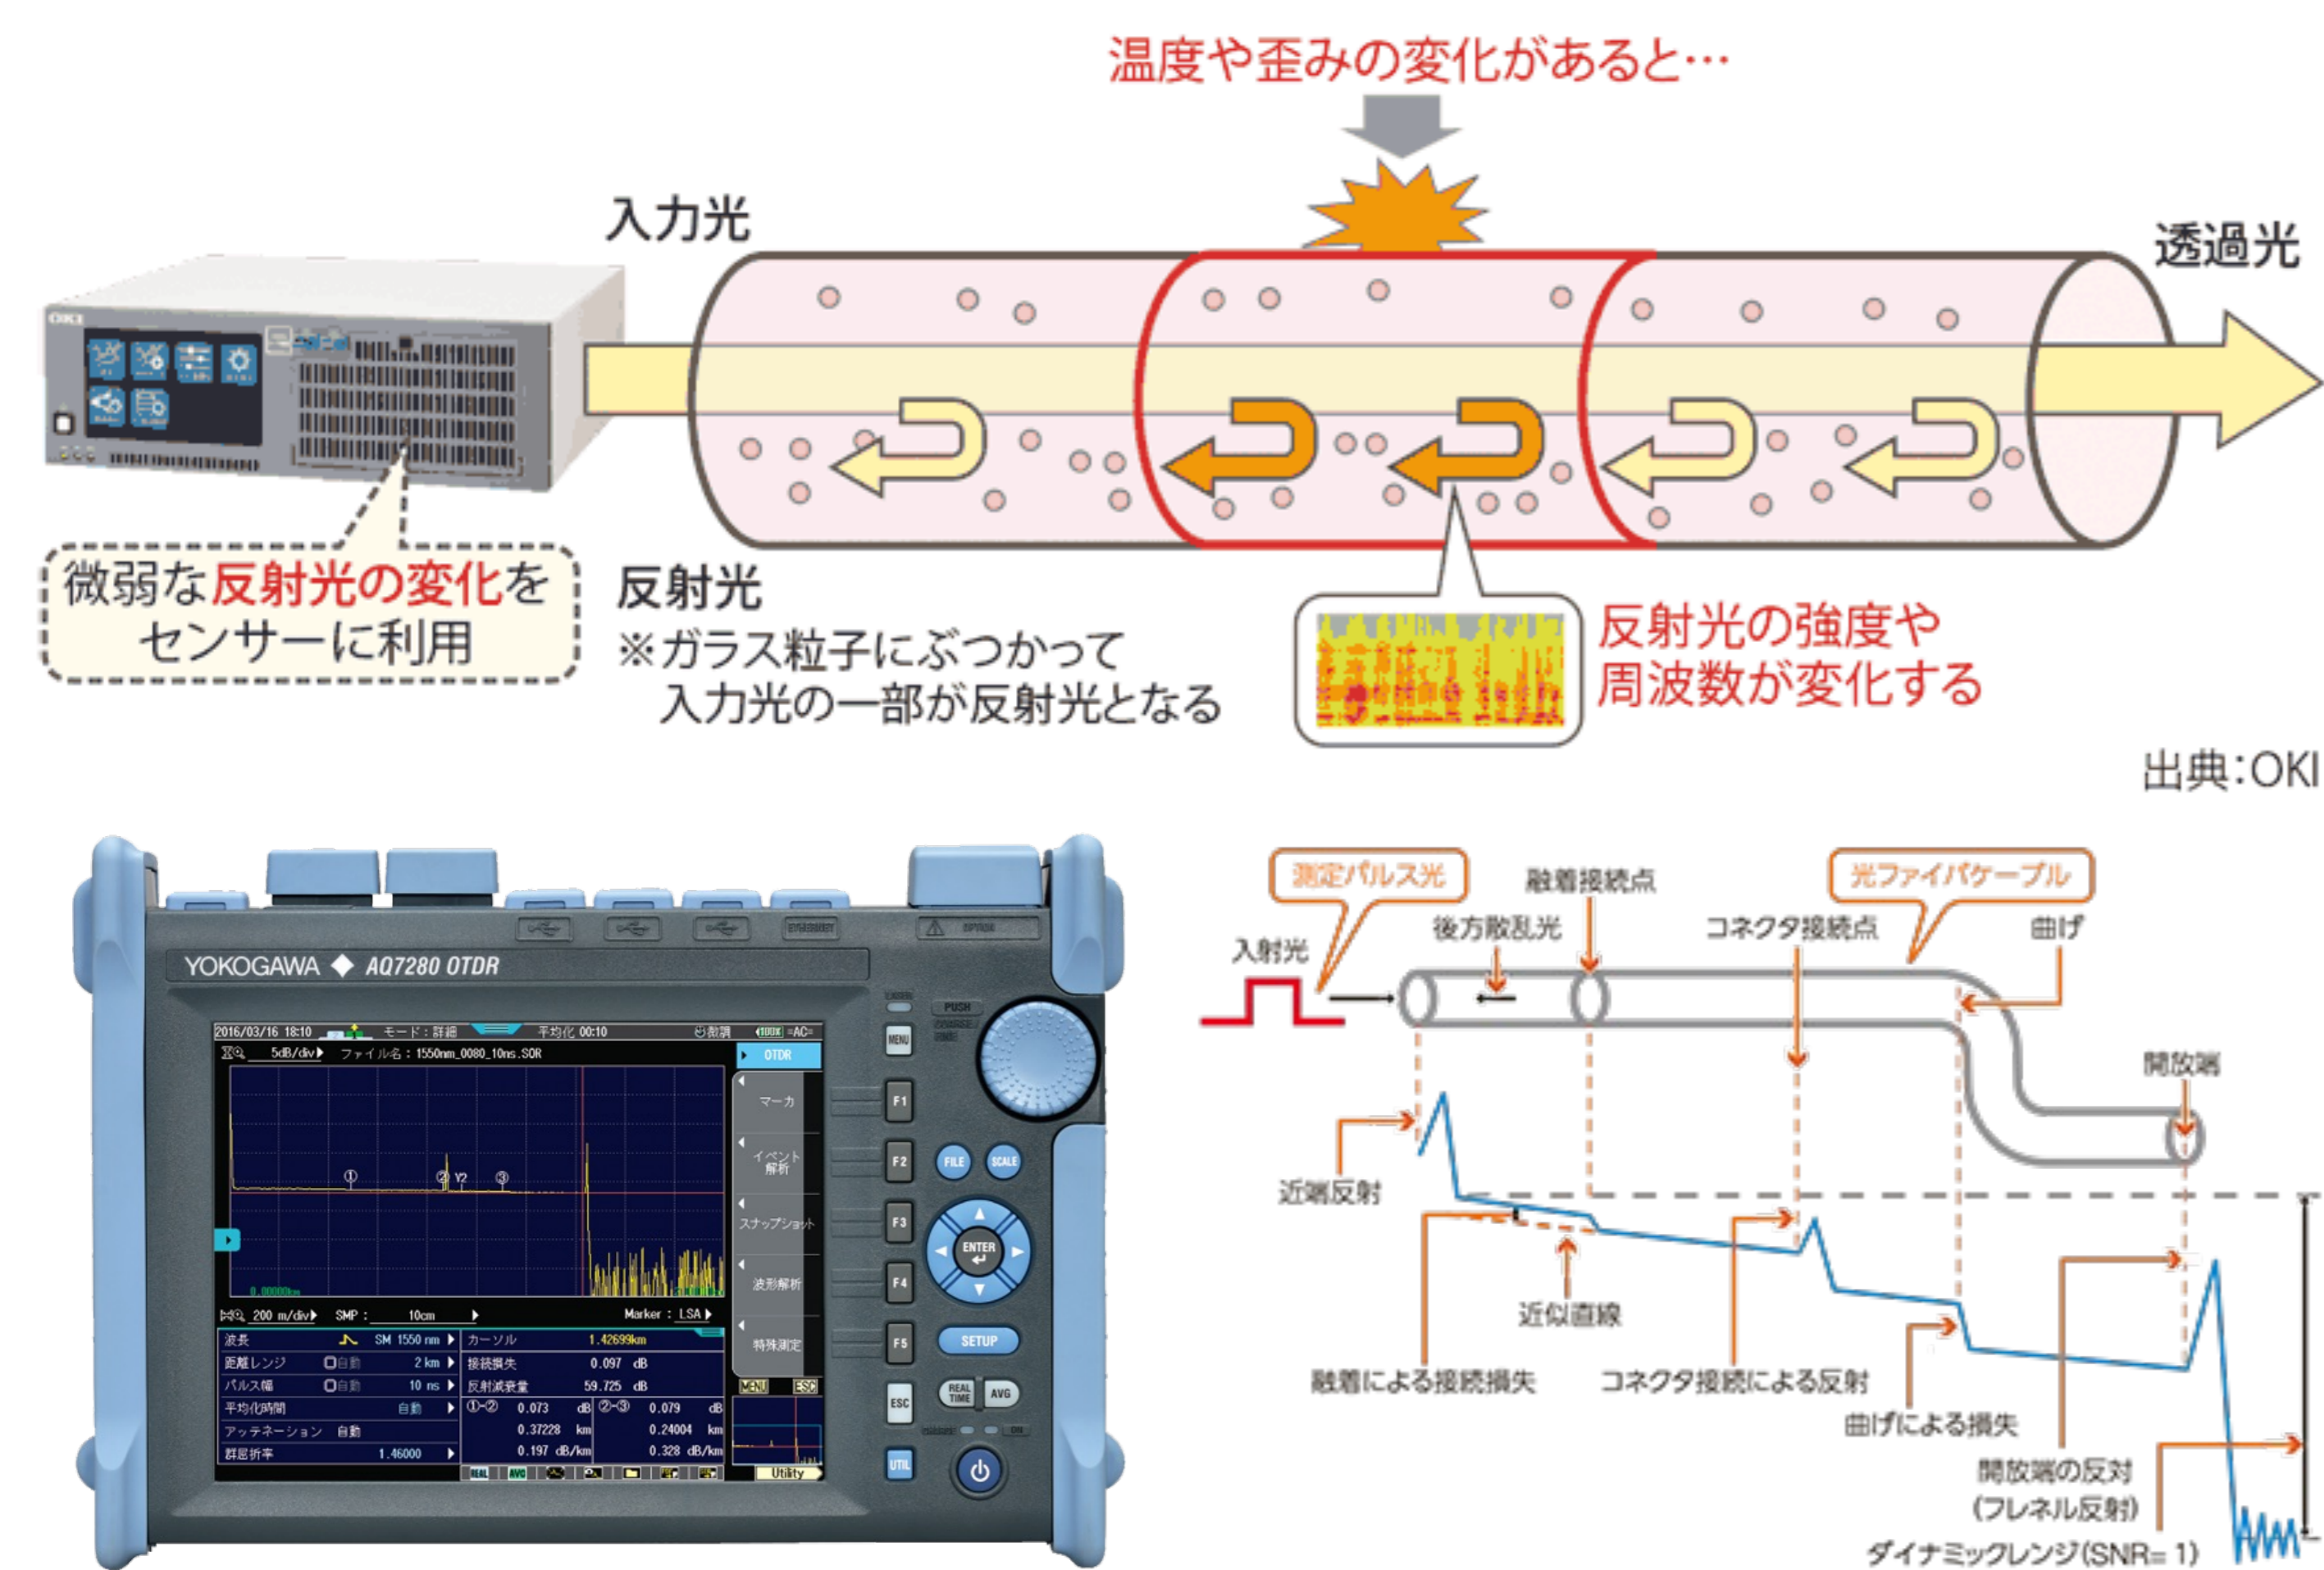 温度や歪みの変化があると…
入力光
透過光
OKI
微弱な反射光の変化を
センサーに利用
反射光
※ガラス粒子にぶつかって
入力光の一部が反射光となる
反射光の強度や
周波数が変化する
出典：OKI
YOKOGAWA ◆ AQ7280 OTDR
ETHERNET
OPTION
LASER
PUSH
MENU
2016/03/16 18:10 モード：詳細 平均化 00:10 微調 100% =AC=
5dB/div ファイル名：1550nm_0080_10ns.SOR
OTDR
マーカ
イベント
解析
スナップショット
波形解析
特殊測定
MENU ESC
① ② Y2 ③
0.00000km
200 m/div SMP： 10cm Marker： LSA
波長 SM 1550 nm
距離レンジ 自動 2 km
パルス幅 自動 10 ns
平均化時間 自動
アッテネーション 自動
群屈折率 1.46000
カーソル 1.42699km
接続損失 0.097 dB
反射減衰量 59.725 dB
①-② 0.073 dB ②-③ 0.079 dB
0.37228 km 0.24004 km
0.197 dB/km 0.328 dB/km
REAL AVG
Utility
F1
F2
F3
F4
F5
ESC
UTIL
FILE
SCALE
ENTER
SETUP
REAL
TIME
AVG
ON
測定パルス光
融着接続点
光ファイバケーブル
後方散乱光
コネクタ接続点
曲げ
入射光
開放端
近端反射
近似直線
融着による接続損失
コネクタ接続による反射
曲げによる損失
開放端の反対
(フレネル反射)
ダイナミックレンジ(SNR= 1)